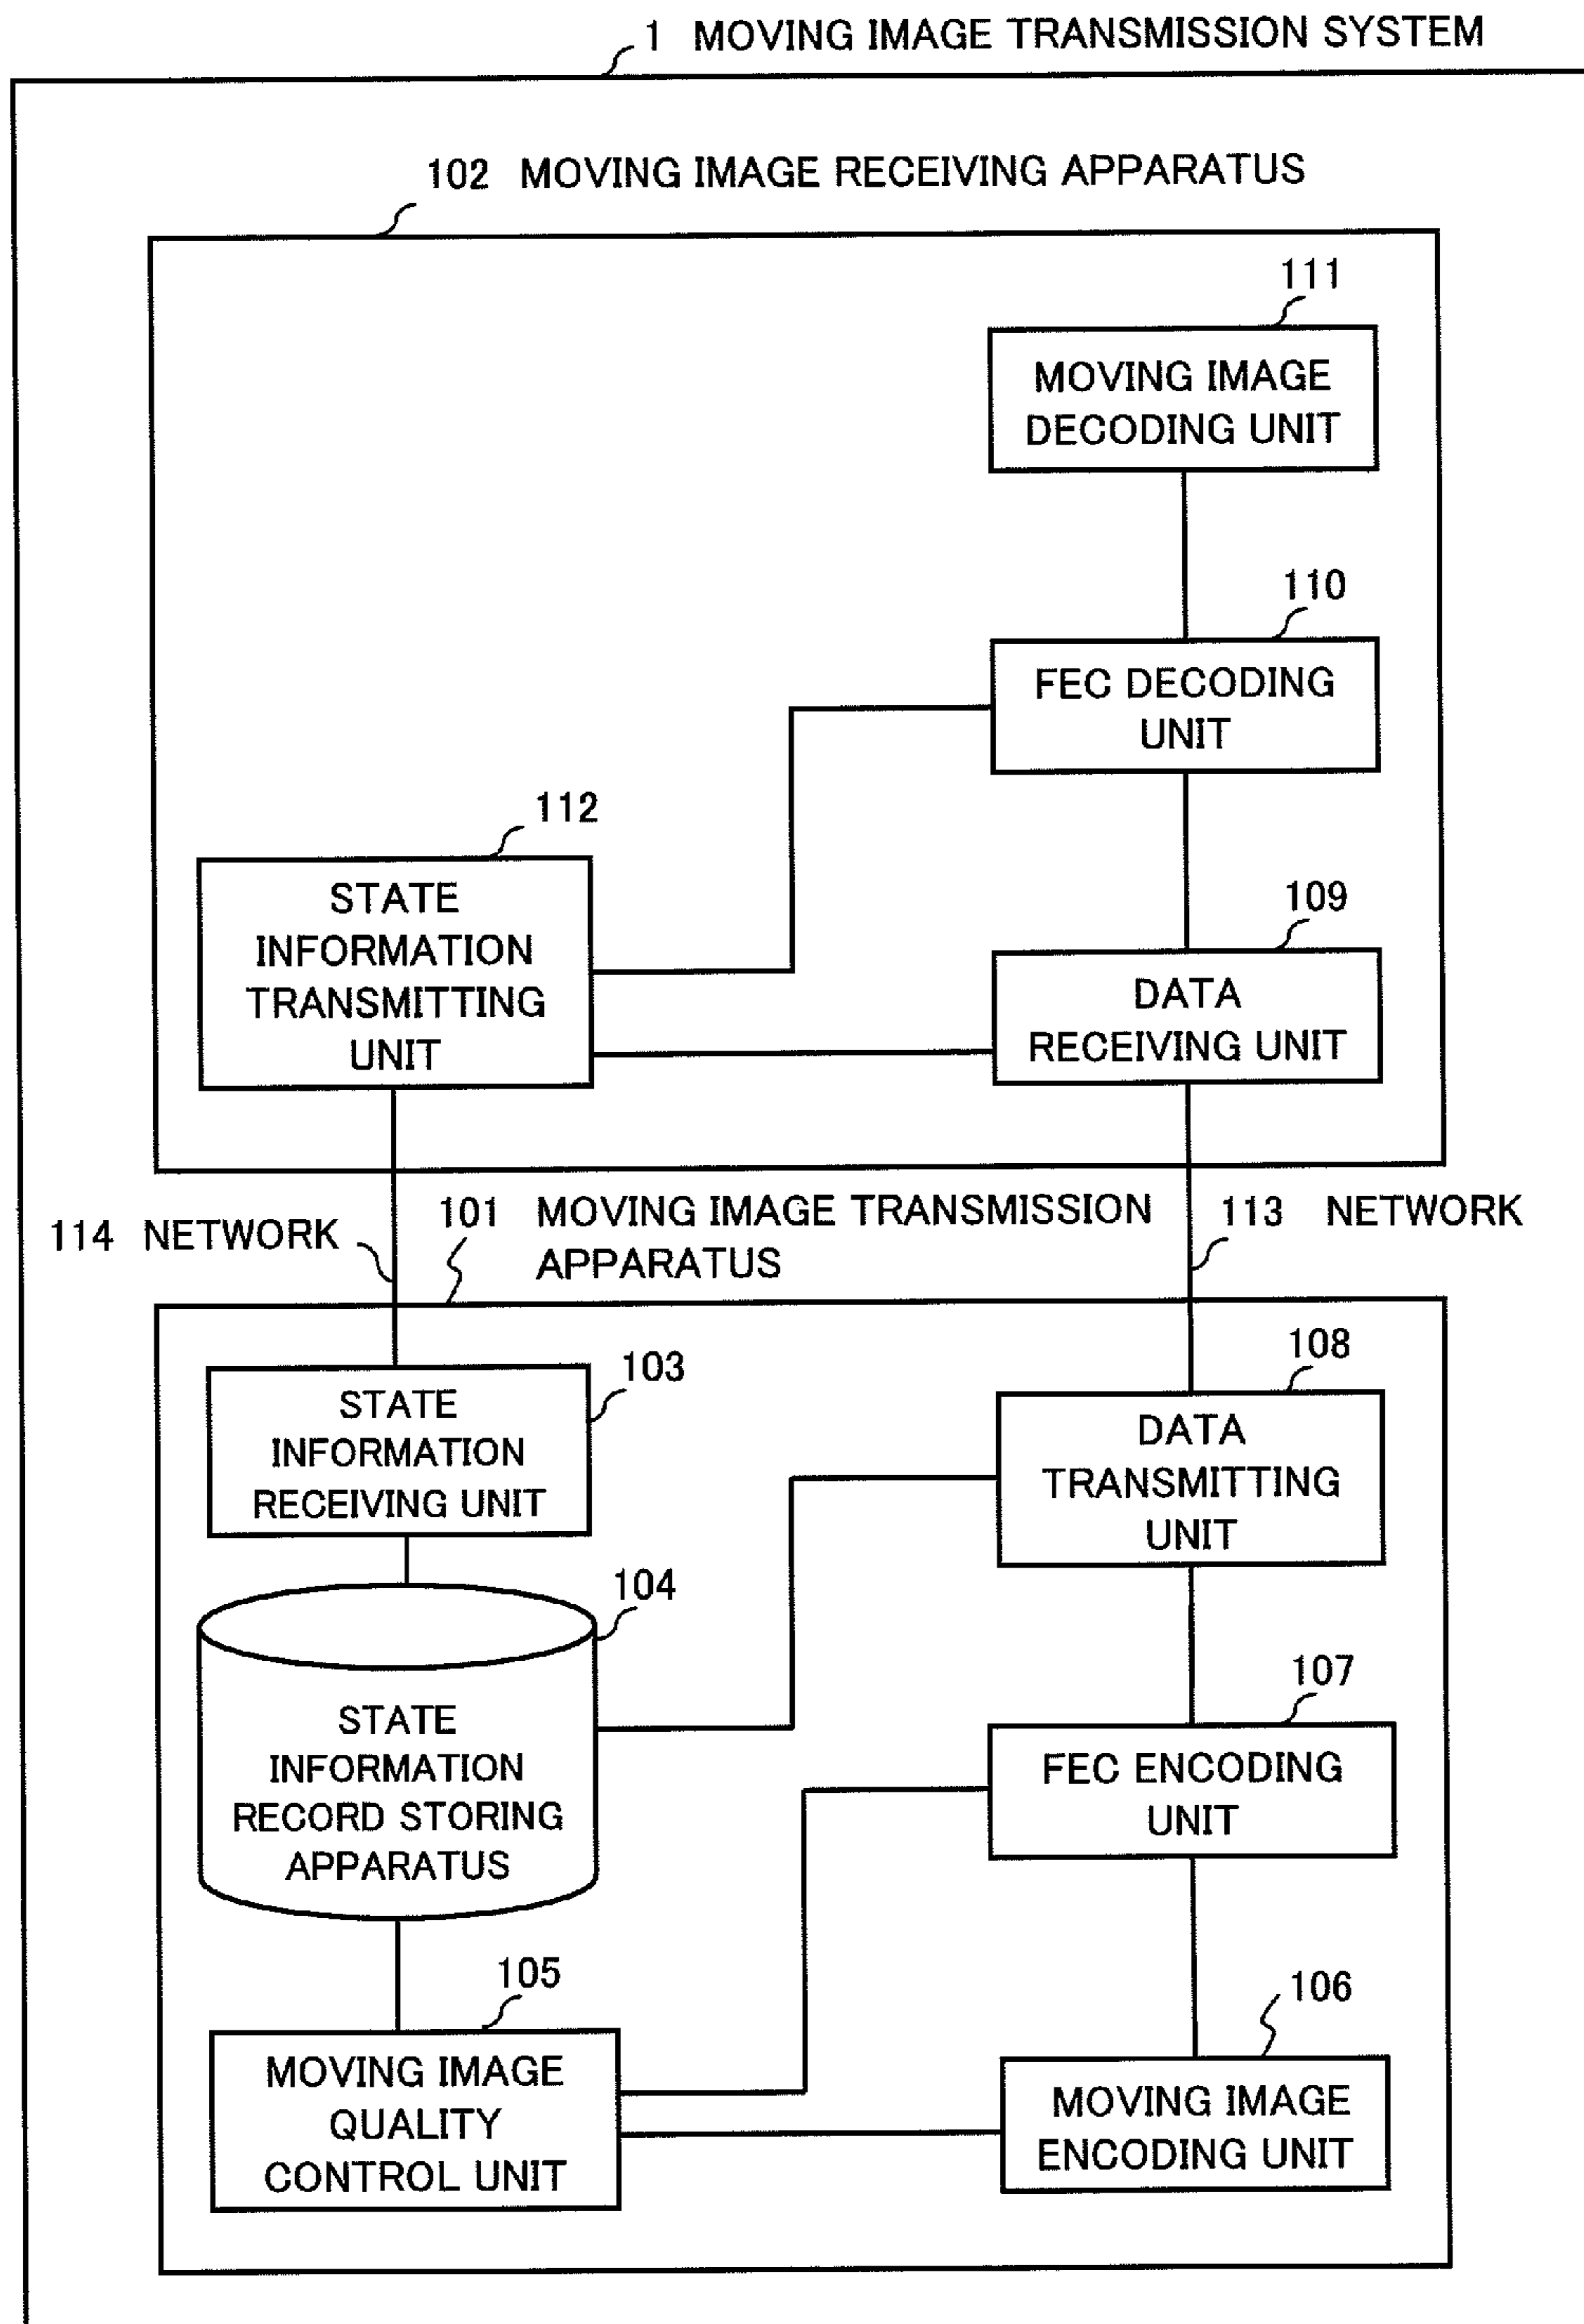 1 MOVING IMAGE TRANSMISSION SYSTEM
102 MOVING IMAGE RECEIVING APPARATUS
111
MOVING IMAGE
DECODING UNIT
110
FEC DECODING
UNIT
112
STATE
INFORMATION
TRANSMITTING
UNIT
109
DATA
RECEIVING UNIT
114 NETWORK
101 MOVING IMAGE TRANSMISSION
APPARATUS
113 NETWORK
103
STATE
INFORMATION
RECEIVING UNIT
108
DATA
TRANSMITTING
UNIT
104
STATE
INFORMATION
RECORD STORING
APPARATUS
107
FEC ENCODING
UNIT
105
MOVING IMAGE
QUALITY
CONTROL UNIT
106
MOVING IMAGE
ENCODING UNIT